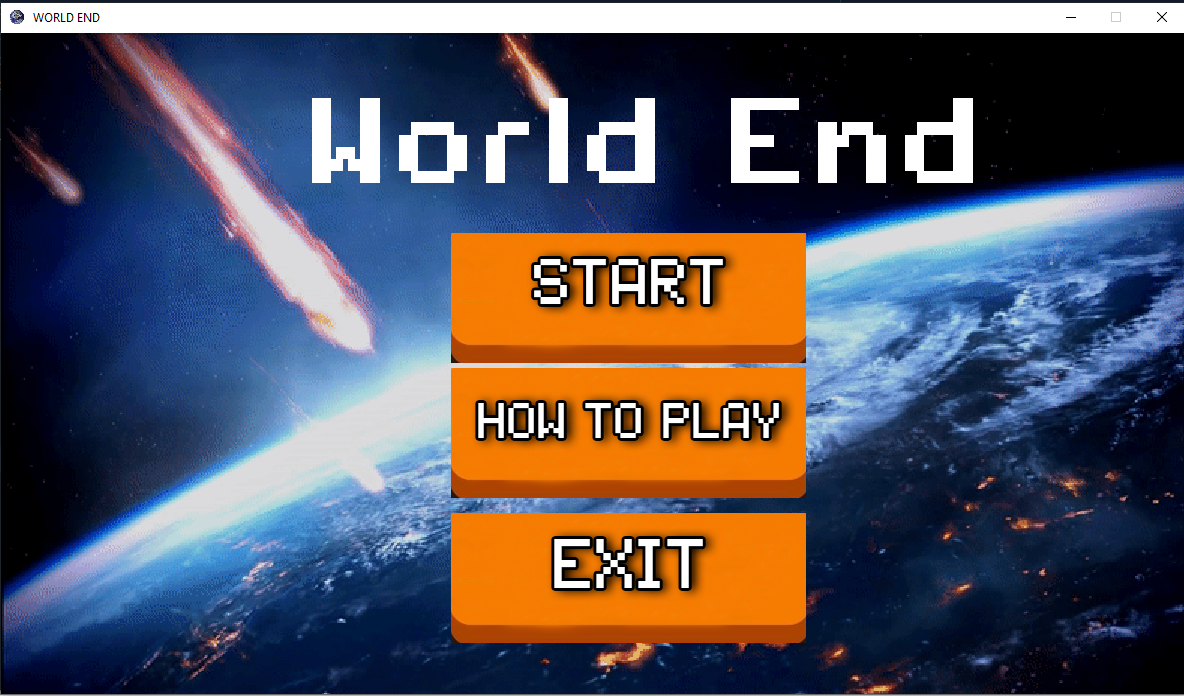 WORLD END
World End
START
HOW TO PLAY
EXIT